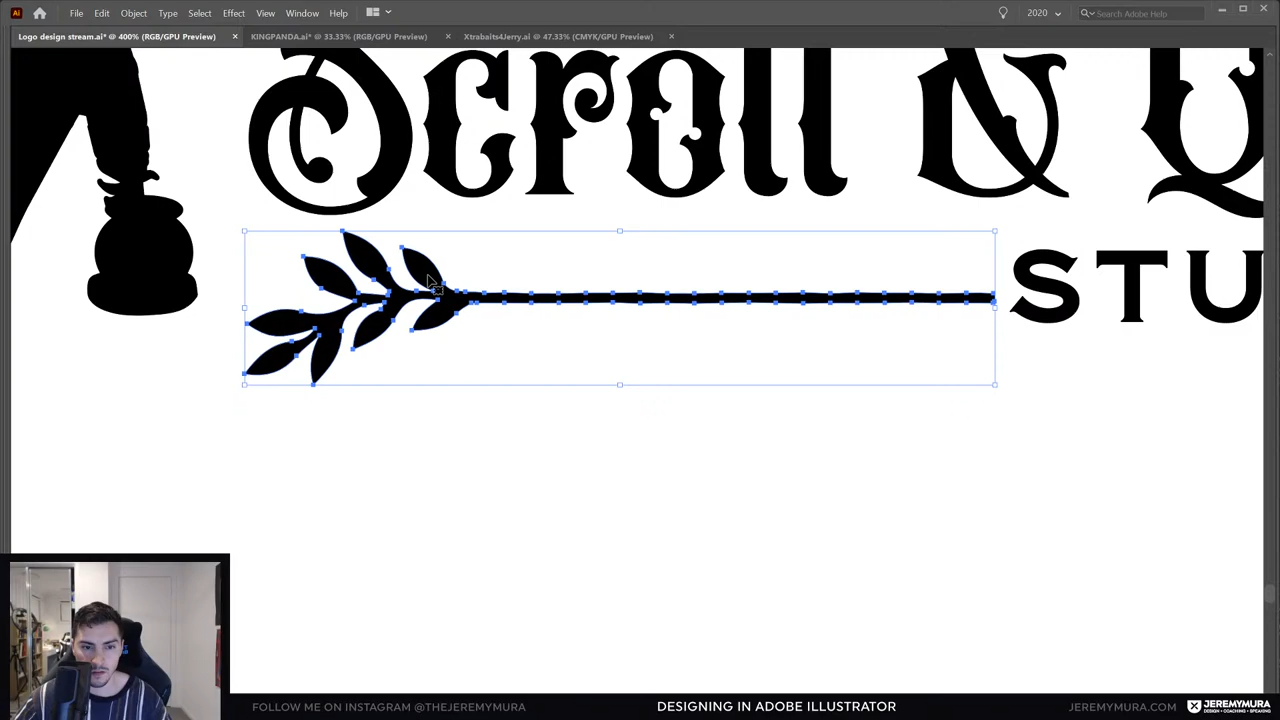 Ai File Edit Object Type Select Effect View Window Help 2020 Search Adobe Help
Logo design stream.ai* @ 400% (RGB/GPU Preview) × KINGPANDA.ai* @ 33.33% (RGB/GPU Preview) × Xtrabaits4Jerry.ai @ 47.33% (CMYK/GPU Preview) ×
Scroll & Q
STU
FOLLOW ME ON INSTAGRAM @THEJEREMYMURA DESIGNING IN ADOBE ILLUSTRATOR JEREMYMURA.COM JEREMYMURA
DESIGN • COACHING • SPEAKING